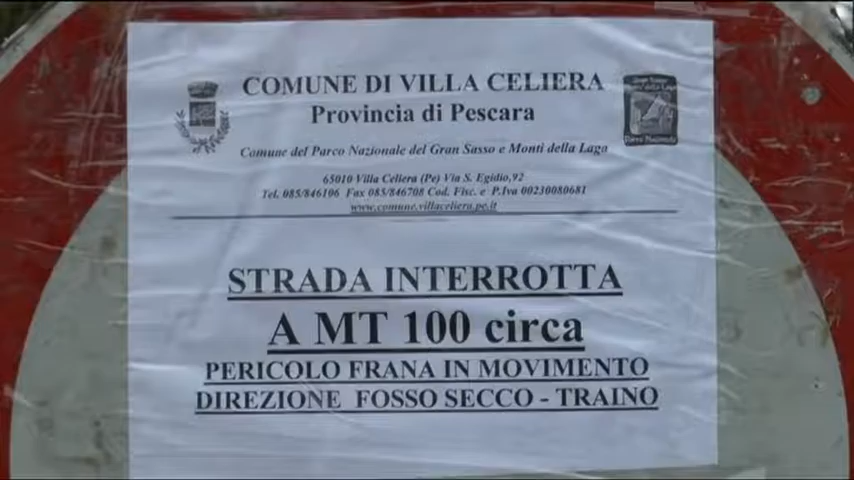 COMUNE DI VILLA CELIERA
Provincia di Pescara
Comune del Parco Nazionale del Gran Sasso e Monti della Laga
65010 Villa Celiera (Pe) Via S. Egidio,92
Tel. 085/846106 Fax 085/846708 Cod. Fisc. e P.Iva 00230080681
www.comune.villaceliera.pe.it
STRADA INTERROTTA
A MT 100 circa
PERICOLO FRANA IN MOVIMENTO
DIREZIONE FOSSO SECCO - TRAINO